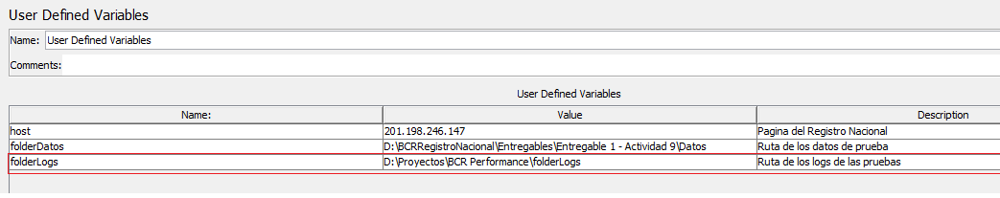 User Defined Variables
Name: User Defined Variables
Comments:
User Defined Variables
Name: Value Description
host 201.198.246.147 Pagina del Registro Nacional
folderDatos D:\BCRRegistroNacional\Entregables\Entregable 1 - Actividad 9\Datos Ruta de los datos de prueba
folderLogs D:\Proyectos\BCR Performance\folderLogs Ruta de los logs de las pruebas